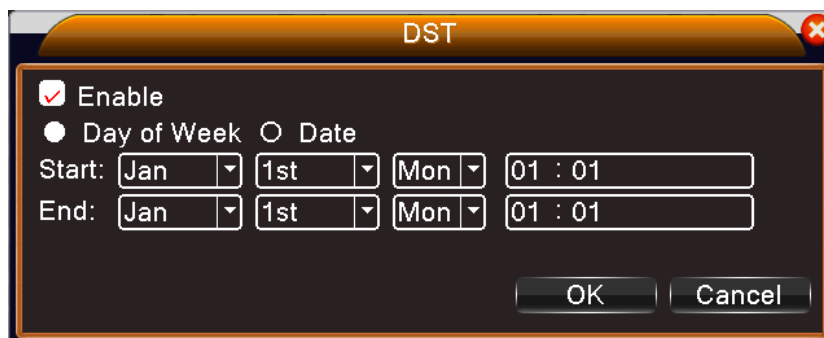 DST
Enable
Day of Week Date
Start: Jan 1st Mon 01 : 01
End: Jan 1st Mon 01 : 01
OK Cancel